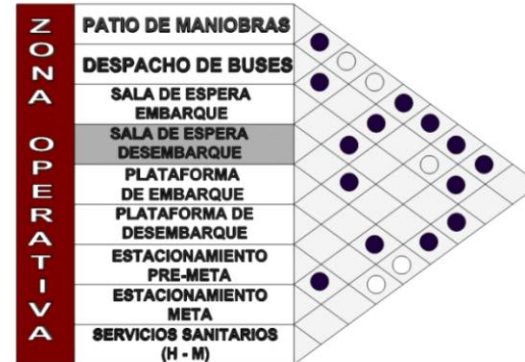 ZONA OPERATIVA
PATIO DE MANIOBRAS
DESPACHO DE BUSES
SALA DE ESPERA
EMBARQUE
SALA DE ESPERA
DESEMBARQUE
PLATAFORMA
DE EMBARQUE
PLATAFORMA DE
DESEMBARQUE
ESTACIONAMIENTO
PRE-META
ESTACIONAMIENTO
META
SERVICIOS SANITARIOS
(H - M)